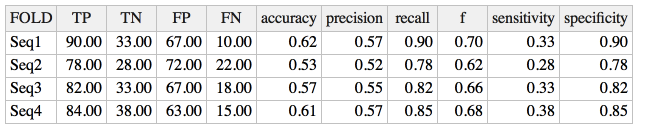 FOLD TP TN FP FN accuracy precision recall f sensitivity specificity
Seq1 90.00 33.00 67.00 10.00 0.62 0.57 0.90 0.70 0.33 0.90
Seq2 78.00 28.00 72.00 22.00 0.53 0.52 0.78 0.62 0.28 0.78
Seq3 82.00 33.00 67.00 18.00 0.57 0.55 0.82 0.66 0.33 0.82
Seq4 84.00 38.00 63.00 15.00 0.61 0.57 0.85 0.68 0.38 0.85